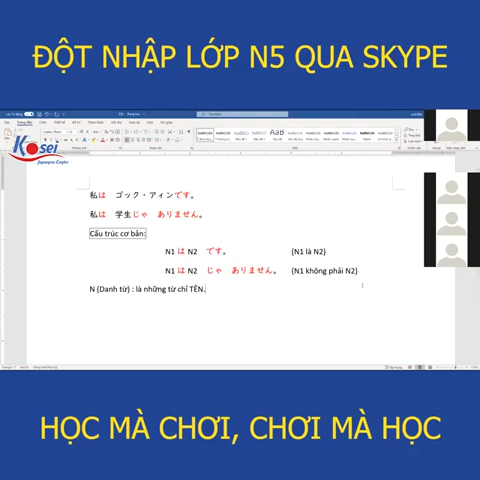 ĐỘT NHẬP LỚP N5 QUA SKYPE
Kosei
Japanese Center
私は ゴック・アィンです。
私は 学生じゃ ありません。
Cấu trúc cơ bản:
N1 は N2 です。 (N1 là N2)
N1 は N2 じゃ ありません。 (N1 không phải N2)
N (Danh từ) : là những từ chỉ TÊN.
HỌC MÀ CHƠI, CHƠI MÀ HỌC